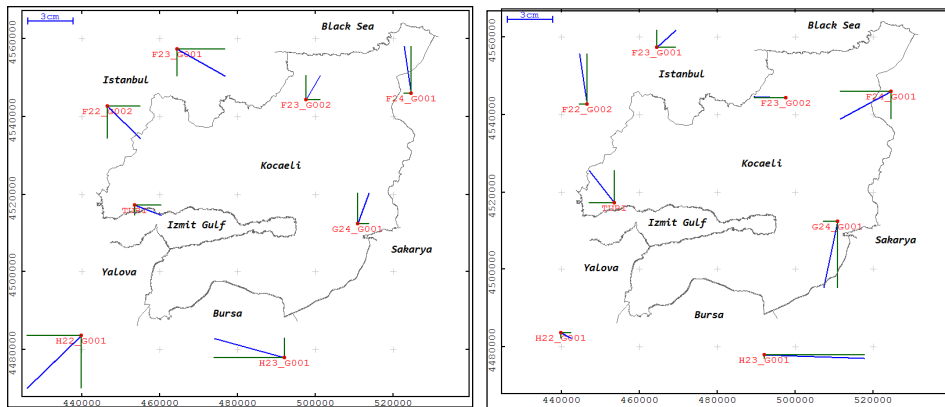 3cm
Black Sea
4560000
F23_G001
Istanbul
F23_G002
F24_G001
F22_G002
4540000
Kocaeli
4520000
TUBI
Izmit Gulf
G24_G001
Sakarya
Yalova
4500000
Bursa
H22_G001
H23_G001
4480000
440000 460000 480000 500000 520000
3cm
Black Sea
4560000
F23_G001
Istanbul
F24_G001
F22_G002
F23_G002
4540000
Kocaeli
4520000
TUBI
Izmit Gulf
G24_G001
Sakarya
Yalova
4500000
Bursa
H22_G001
H23_G001
4480000
440000 460000 480000 500000 520000